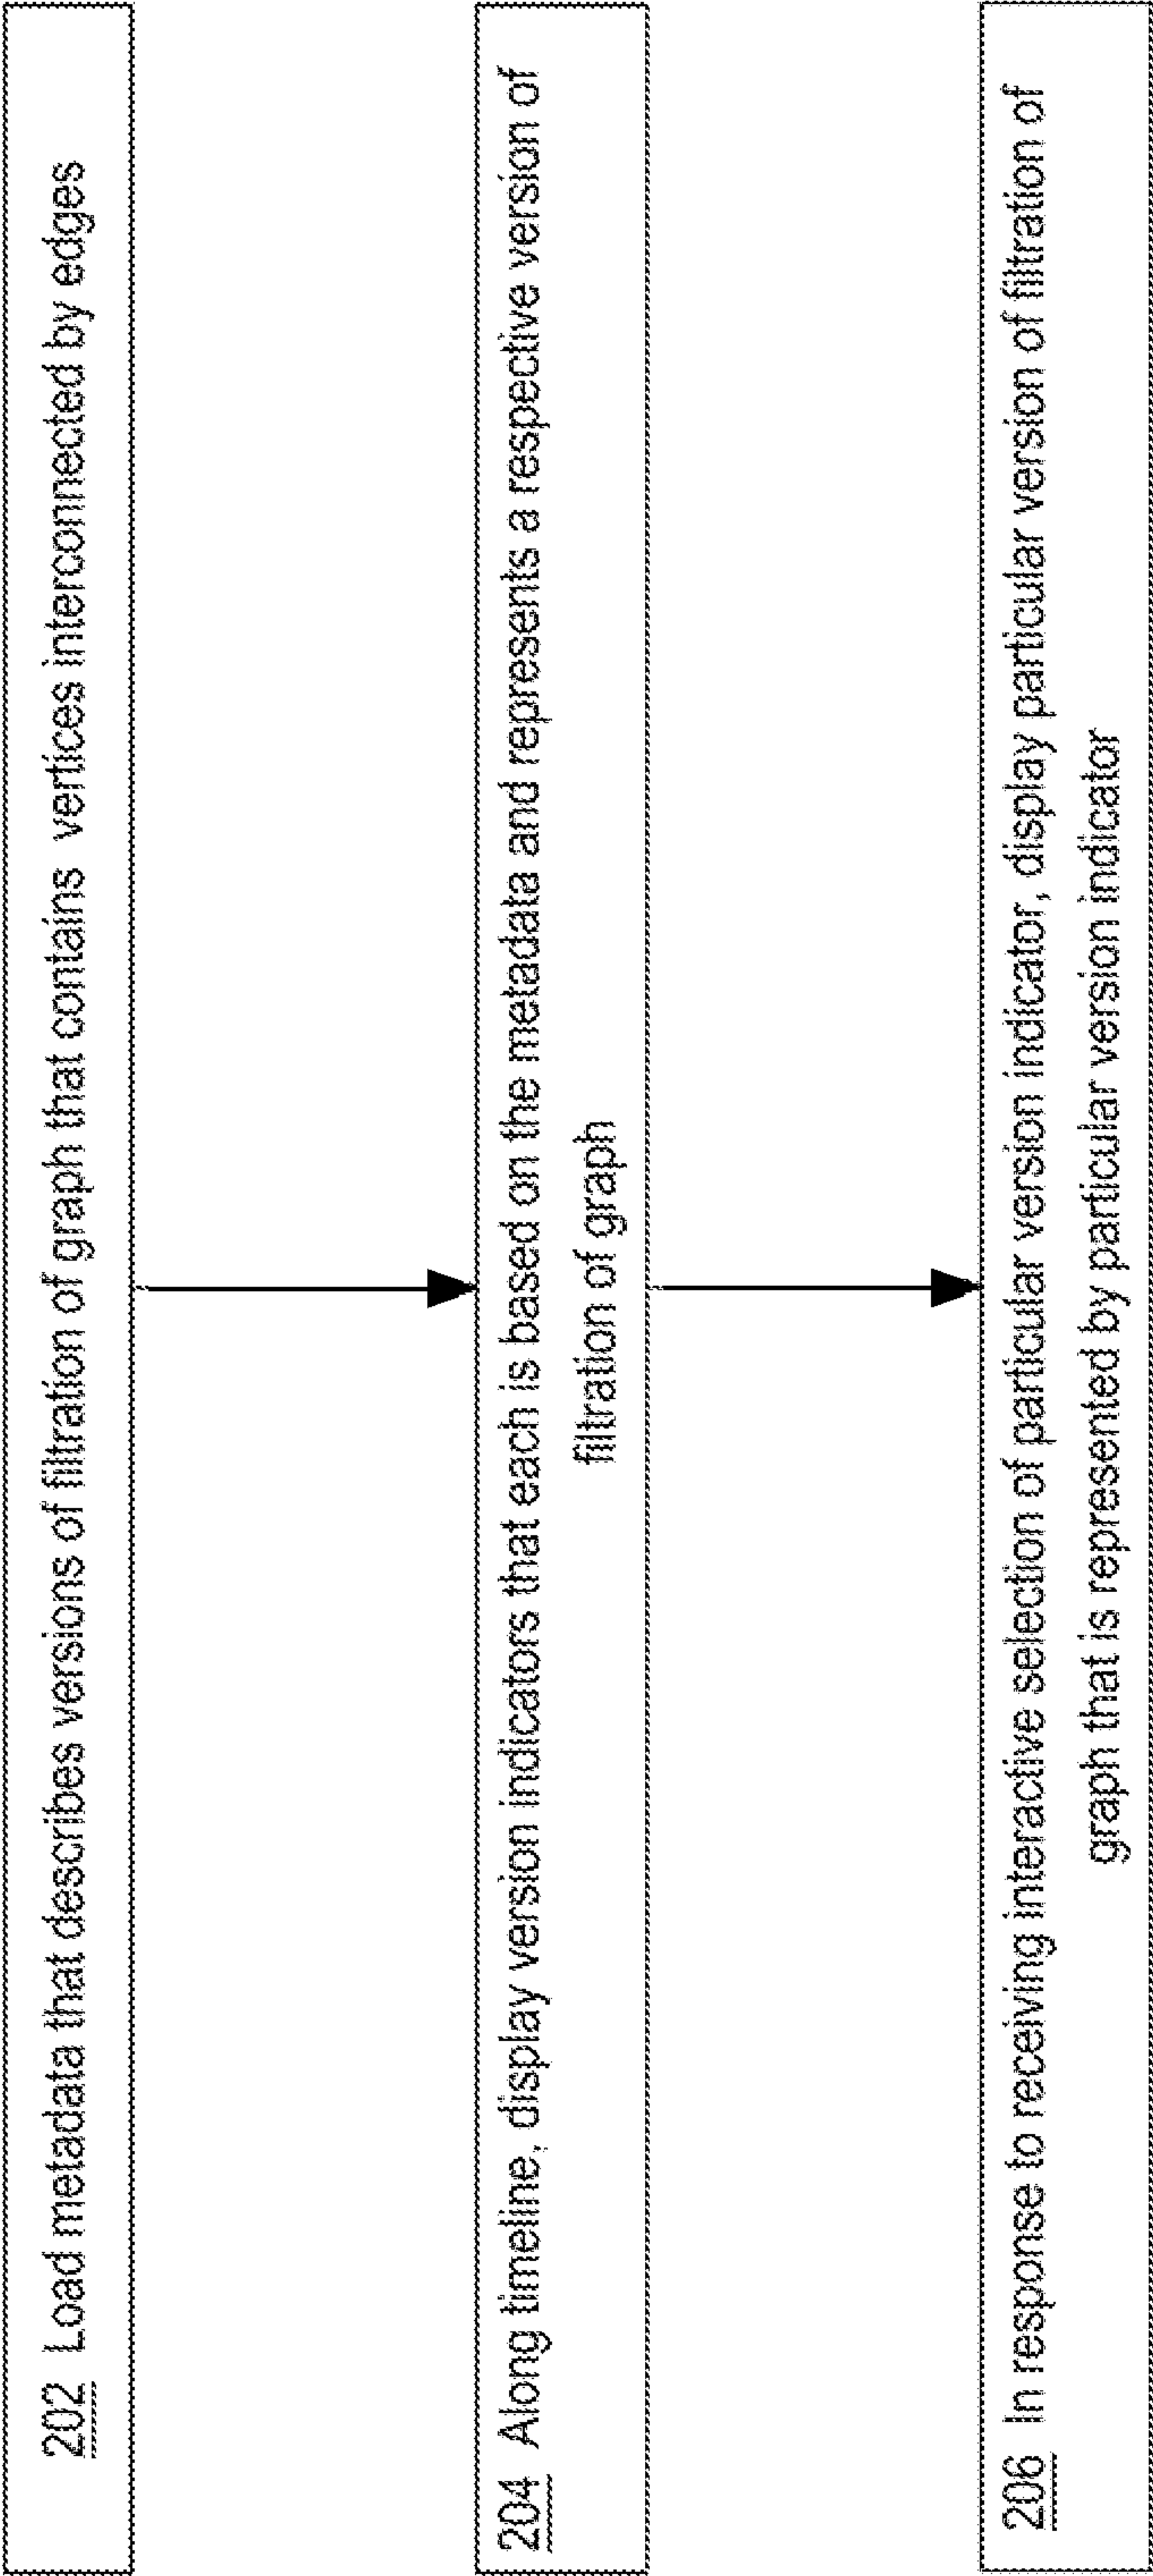 202 Load metadata that describes versions of filtration of graph that contains vertices interconnected by edges
204 Along timeline, display version indicators that each is based on the metadata and represents a respective version of
filtration of graph
206 In response to receiving interactive selection of particular version indicator, display particular version of filtration of
graph that is represented by particular version indicator